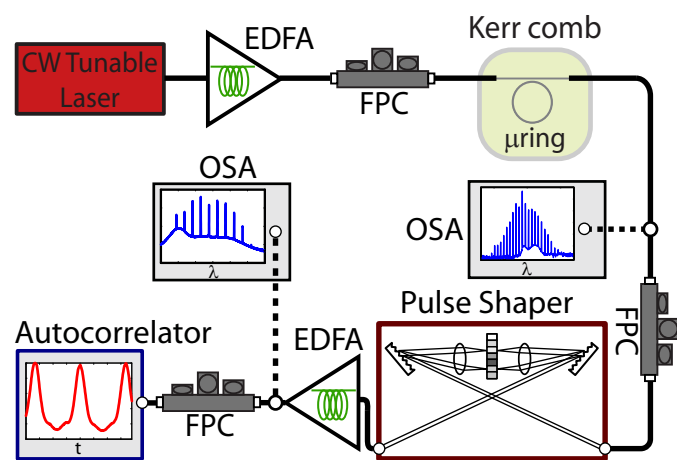 EDFA
Kerr comb
CW Tunable
Laser
FPC
μring
OSA
λ
OSA
λ
Pulse Shaper
FPC
Autocorrelator
EDFA
t
FPC